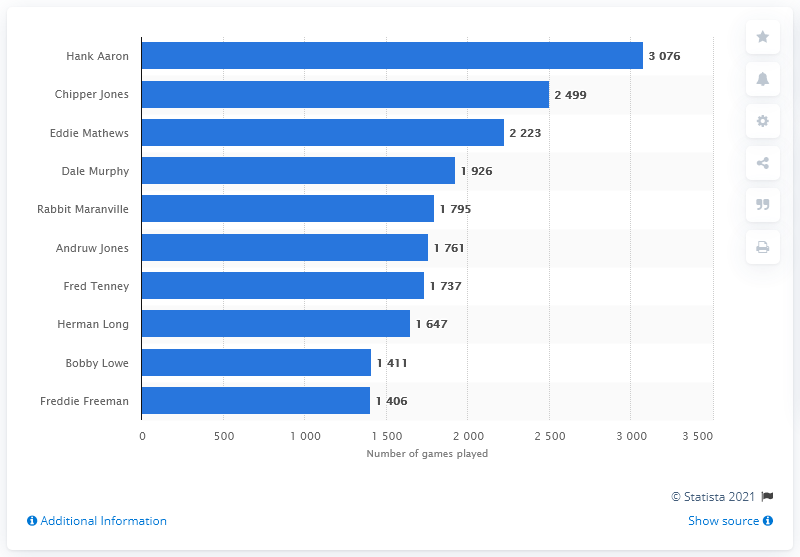 Hank Aaron 3 076
Chipper Jones 2 499
Eddie Mathews 2 223
Dale Murphy 1 926
Rabbit Maranville 1 795
Andruw Jones 1 761
Fred Tenney 1 737
Herman Long 1 647
Bobby Lowe 1 411
Freddie Freeman 1 406
0 500 1 000 1 500 2 000 2 500 3 000 3 500
Number of games played
© Statista 2021
Additional Information Show source